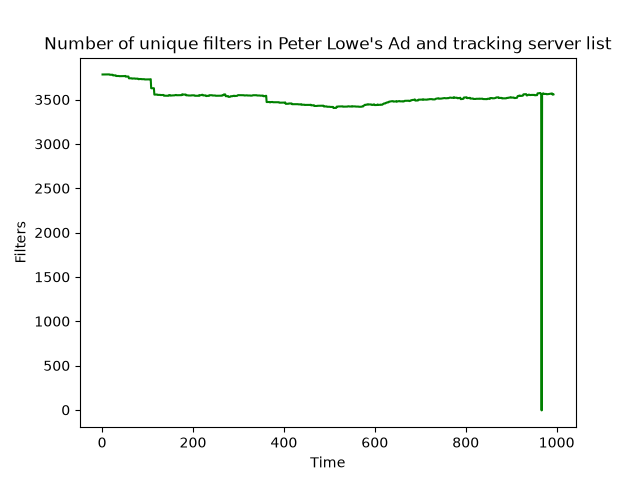 Number of unique filters in Peter Lowe's Ad and tracking server list
3500
3000
2500
2000
1500
1000
500
0
Filters
0 200 400 600 800 1000
Time